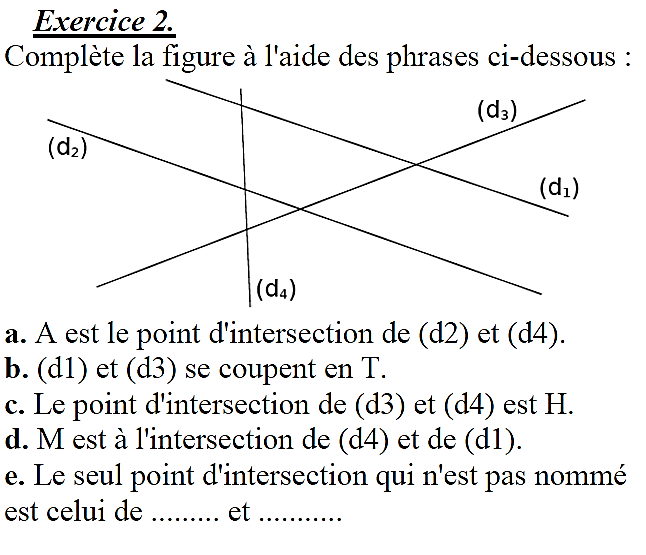 Exercice 2.
Complète la figure à l'aide des phrases ci-dessous :
(d₃)
(d₂)
(d₁)
(d₄)
a. A est le point d'intersection de (d2) et (d4).
b. (d1) et (d3) se coupent en T.
c. Le point d'intersection de (d3) et (d4) est H.
d. M est à l'intersection de (d4) et de (d1).
e. Le seul point d'intersection qui n'est pas nommé
est celui de ......... et ...........